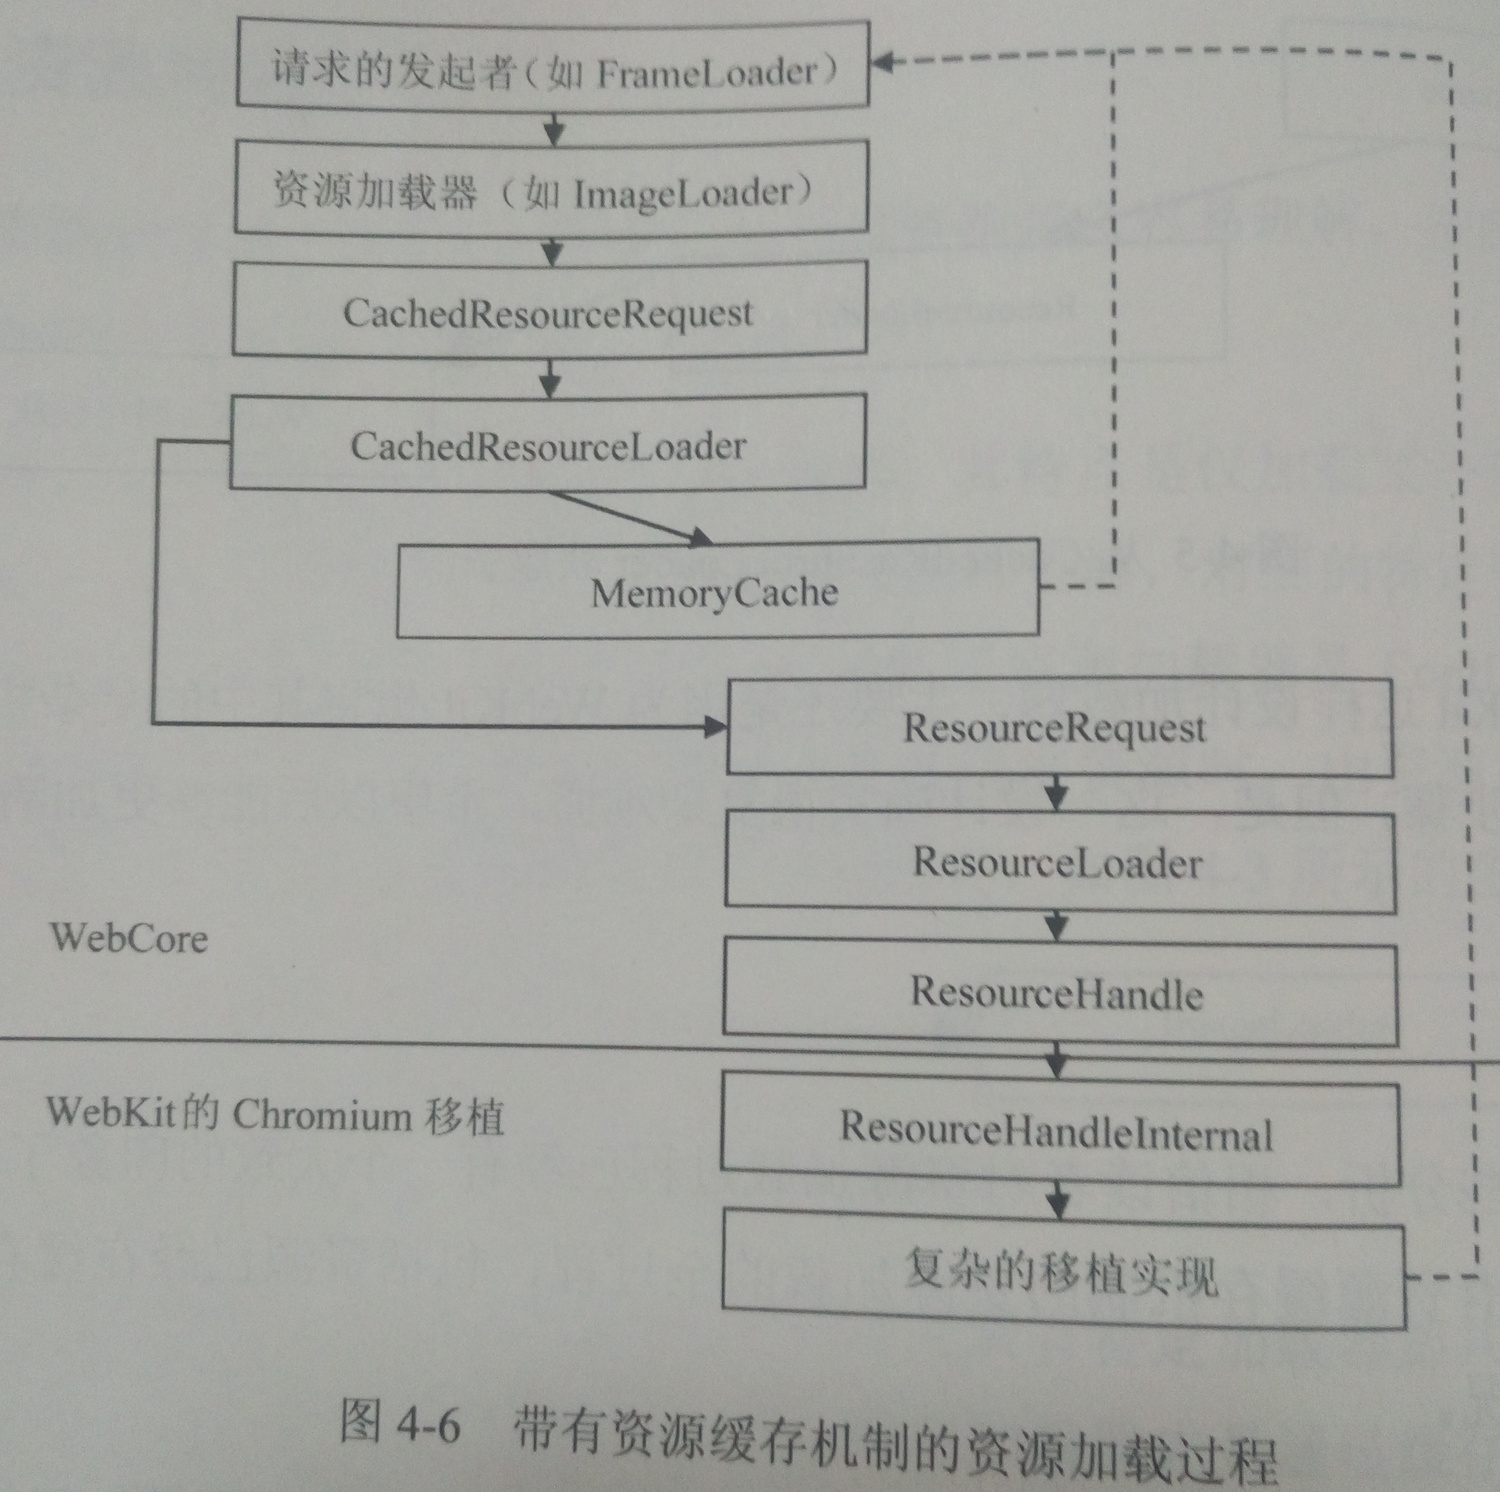 请求的发起者(如 FrameLoader)
资源加载器(如 ImageLoader)
CachedResourceRequest
CachedResourceLoader
MemoryCache
ResourceRequest
ResourceLoader
ResourceHandle
WebCore
WebKit的 Chromium 移植
ResourceHandleInternal
复杂的移植实现
图 4-6 带有资源缓存机制的资源加载过程